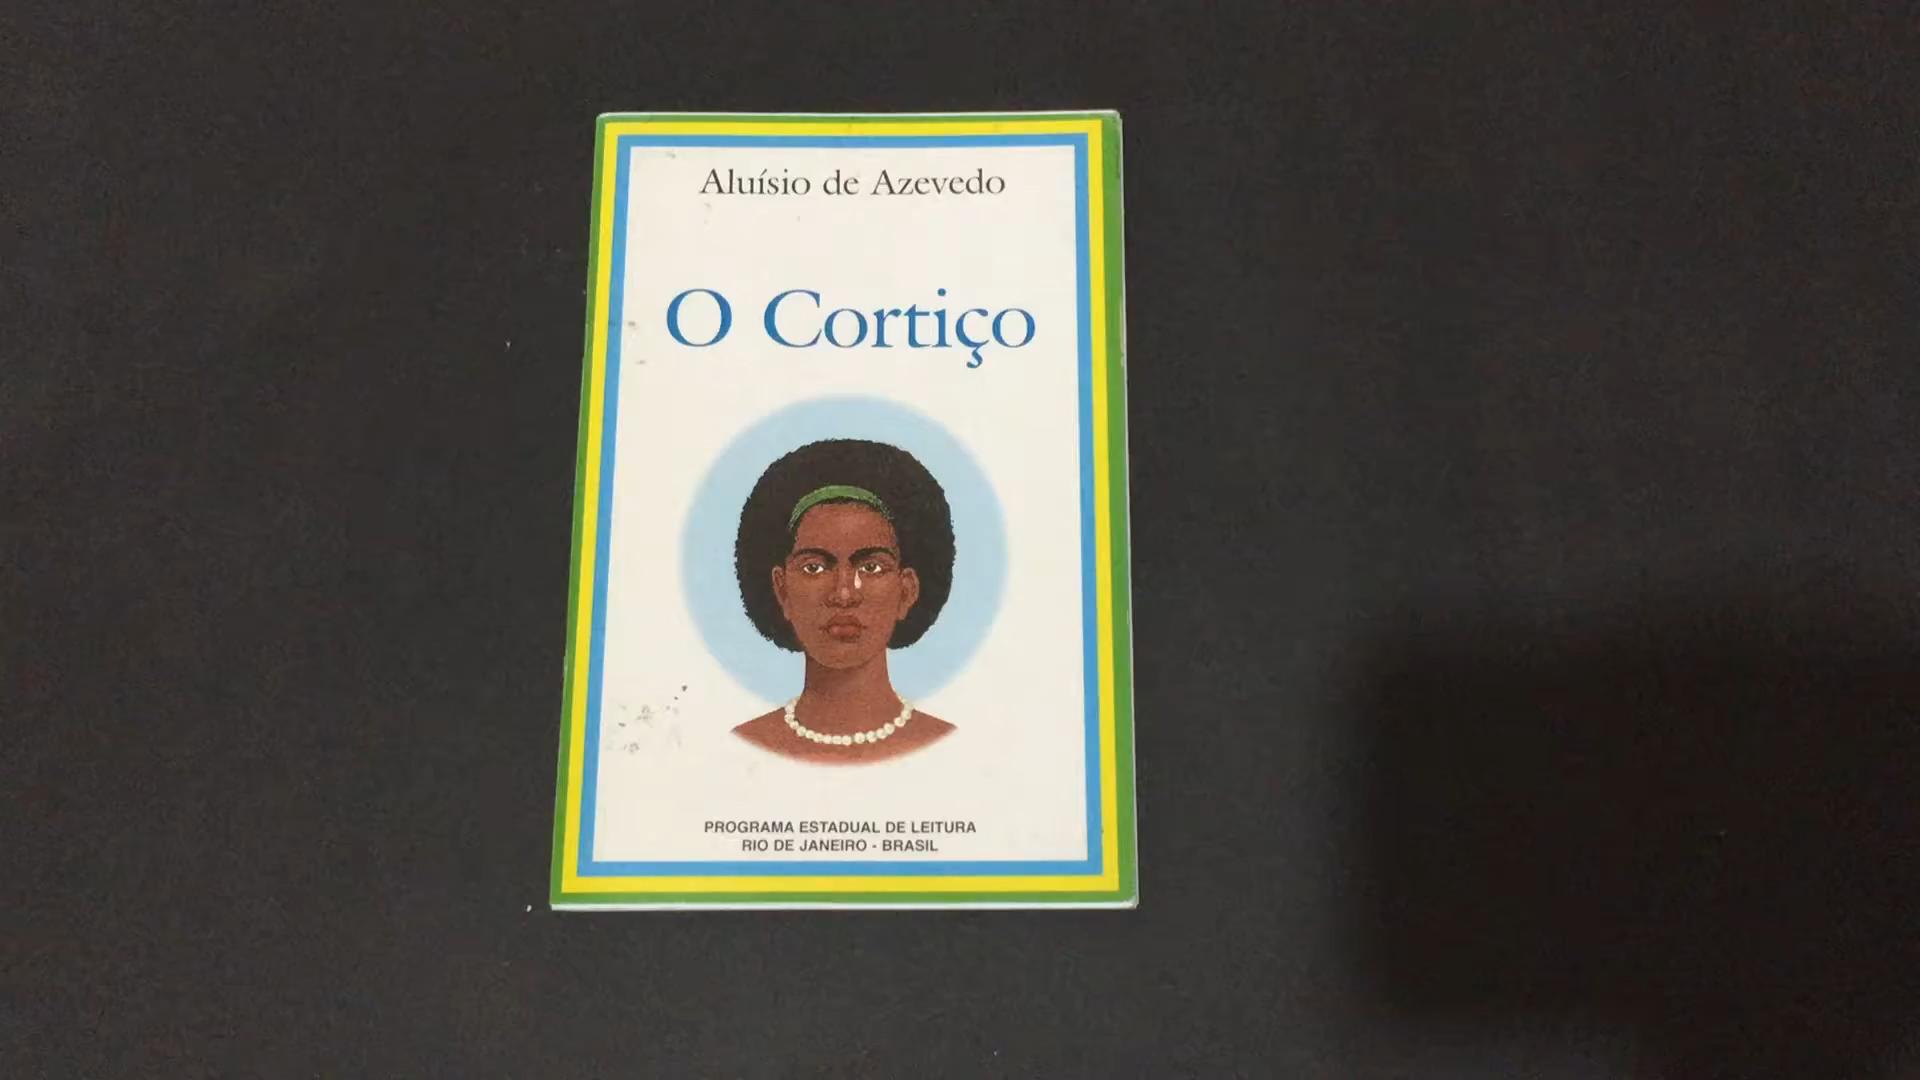 Aluísio de Azevedo
O Cortiço
PROGRAMA ESTADUAL DE LEITURA
RIO DE JANEIRO - BRASIL